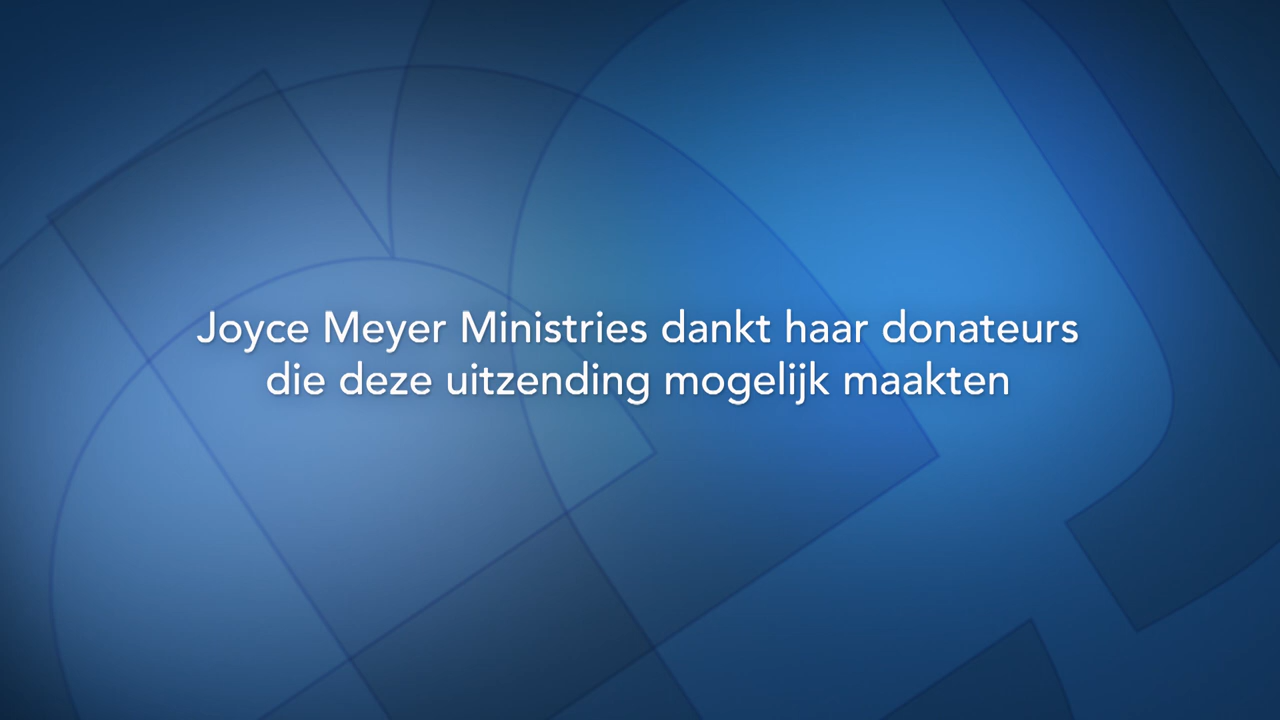 Joyce Meyer Ministries dankt haar donateurs
die deze uitzending mogelijk maakten